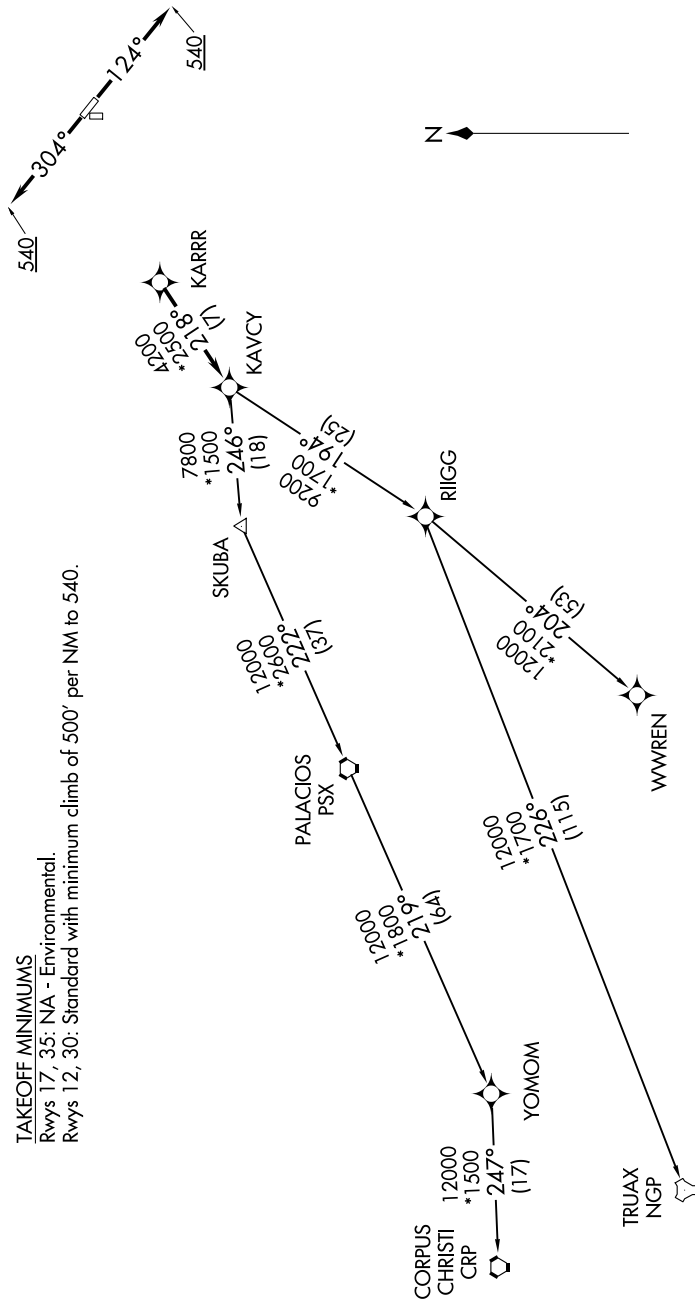 TAKEOFF MINIMUMS
Rwys 17, 35: NA - Environmental.
Rwys 12, 30: Standard with minimum climb of 500' per NM to 540.
540
304°
124°
540
N
KARRR
4200
*2500
218°
(7)
KAVCY
7800
*1500
246°
(18)
SKUBA
9200
*1700
194°
(25)
RIIGG
12000
*2600
222°
(37)
PALACIOS
PSX
12000
*2100
204°
(53)
WWREN
12000
*1800
219°
(64)
YOMOM
12000
*1700
226°
(115)
TRUAX
NGP
12000
*1500
247°
(17)
CORPUS
CHRISTI
CRP